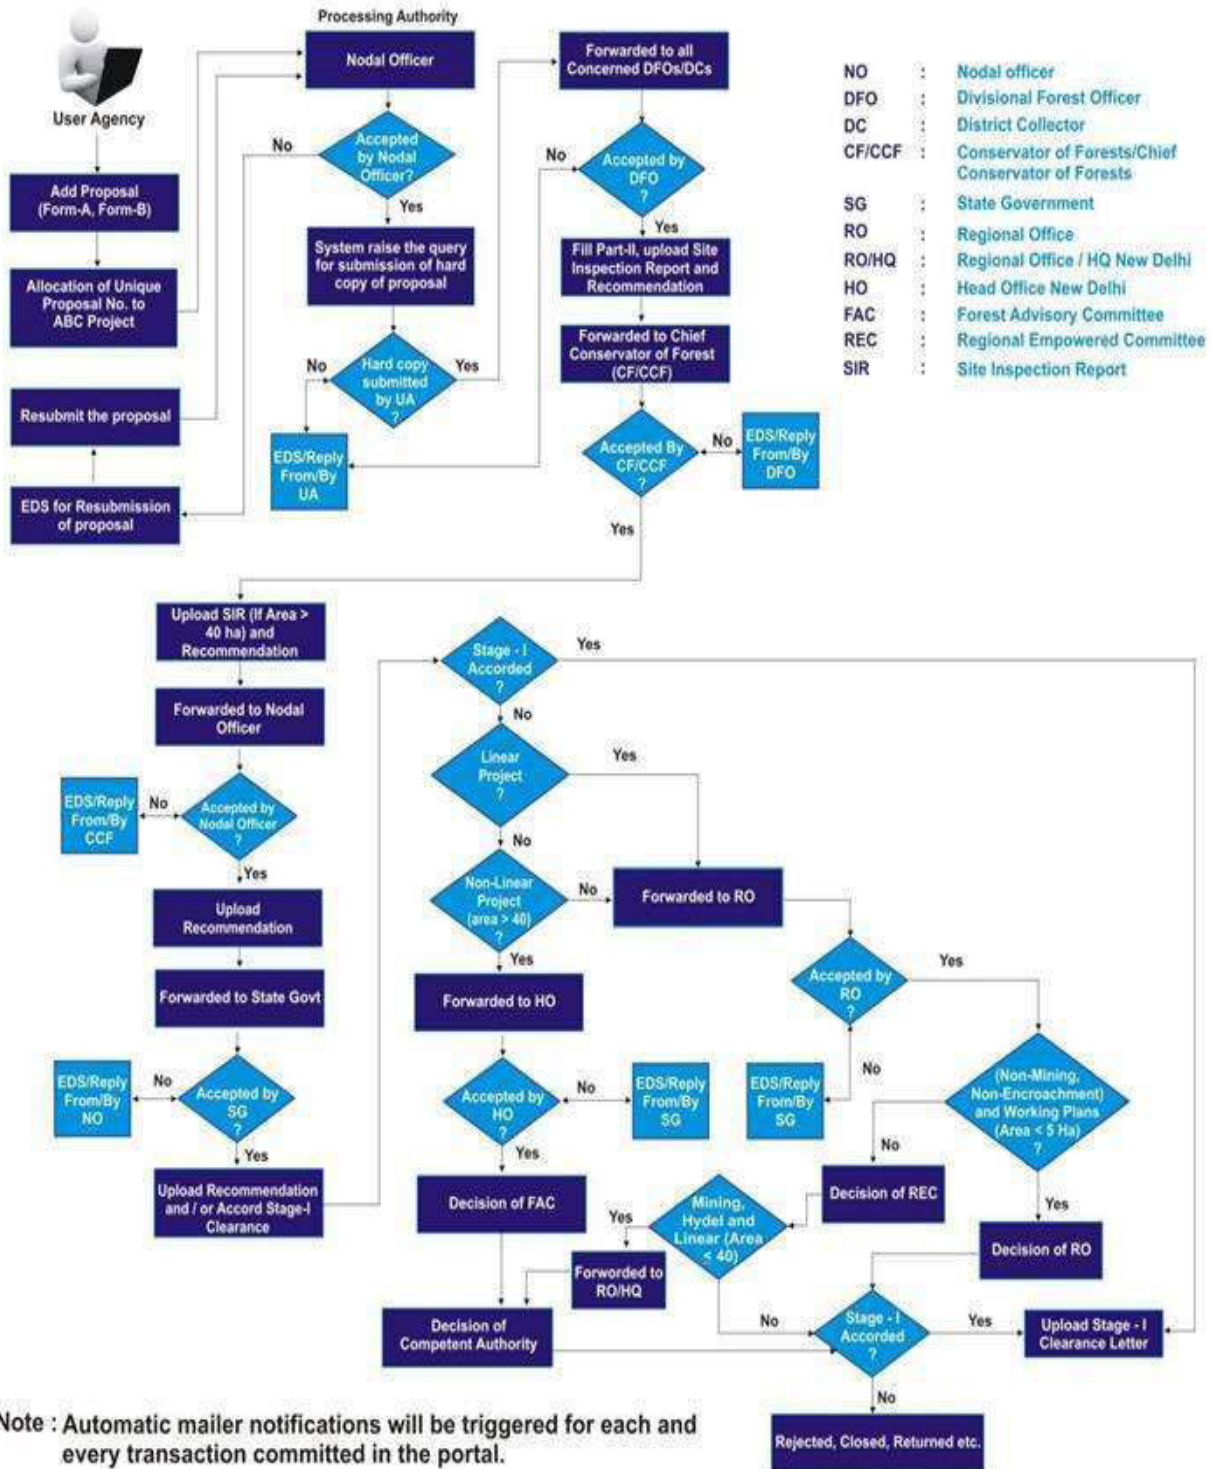 Processing Authority
User Agency
Add Proposal
(Form-A, Form-B)
Allocation of Unique
Proposal No. to
ABC Project
Resubmit the proposal
EDS for Resubmission
of proposal
Nodal Officer
No
Accepted
by Nodal
Officer?
Yes
System raise the query
for submission of hard
copy of proposal
No
Hard copy
submitted
by UA
?
Yes
EDS/Reply
From/By
UA
Forwarded to all
Concerned DFOs/DCs
No
Accepted by
DFO
?
Yes
Fill Part-II, upload Site
Inspection Report and
Recommendation
Forwarded to Chief
Conservator of Forest
(CF/CCF)
Accepted By
CF/CCF
?
No
EDS/Reply
From/By
DFO
Yes
NO : Nodal officer
DFO : Divisional Forest Officer
DC : District Collector
CF/CCF : Conservator of Forests/Chief
Conservator of Forests
SG : State Government
RO : Regional Office
RO/HQ : Regional Office / HQ New Delhi
HO : Head Office New Delhi
FAC : Forest Advisory Committee
REC : Regional Empowered Committee
SIR : Site Inspection Report
Upload SIR (If Area >
40 ha) and
Recommendation
Forwarded to Nodal
Officer
EDS/Reply
From/By
CCF
No
Accepted by
Nodal Officer
?
Yes
Upload
Recommendation
Forwarded to State Govt
EDS/Reply
From/By
NO
No
Accepted by
SG
?
Yes
Upload Recommendation
and / or Accord Stage-I
Clearance
Stage - I
Accorded
?
Yes
No
Linear
Project
?
Yes
No
Non-Linear
Project
(area > 40)
?
No
Forwarded to RO
Yes
Forwarded to HO
Accepted by
HO
?
No
EDS/Reply
From/By
SG
Yes
Decision of FAC
Accepted by
RO
?
Yes
No
EDS/Reply
From/By
SG
(Non-Mining,
Non-Encroachment)
and Working Plans
(Area < 5 Ha)
?
No
Decision of REC
Yes
Decision of RO
Mining,
Hydel and
Linear (Area
< 40)
Yes
Forworded to
RO/HQ
No
Decision of
Competent Authority
Stage - I
Accorded
?
Yes
Upload Stage - I
Clearance Letter
No
Rejected, Closed, Returned etc.
Note : Automatic mailer notifications will be triggered for each and
every transaction committed in the portal.